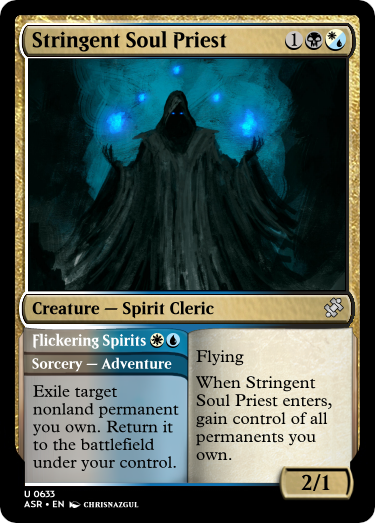 Stringent Soul Priest 1
Creature — Spirit Cleric
Flickering Spirits
Sorcery — Adventure
Exile target
nonland permanent
you own. Return it
to the battlefield
under your control.
Flying
When Stringent
Soul Priest enters,
gain control of all
permanents you
own.
2/1
U 0633
ASR • EN CHRISNAZGUL